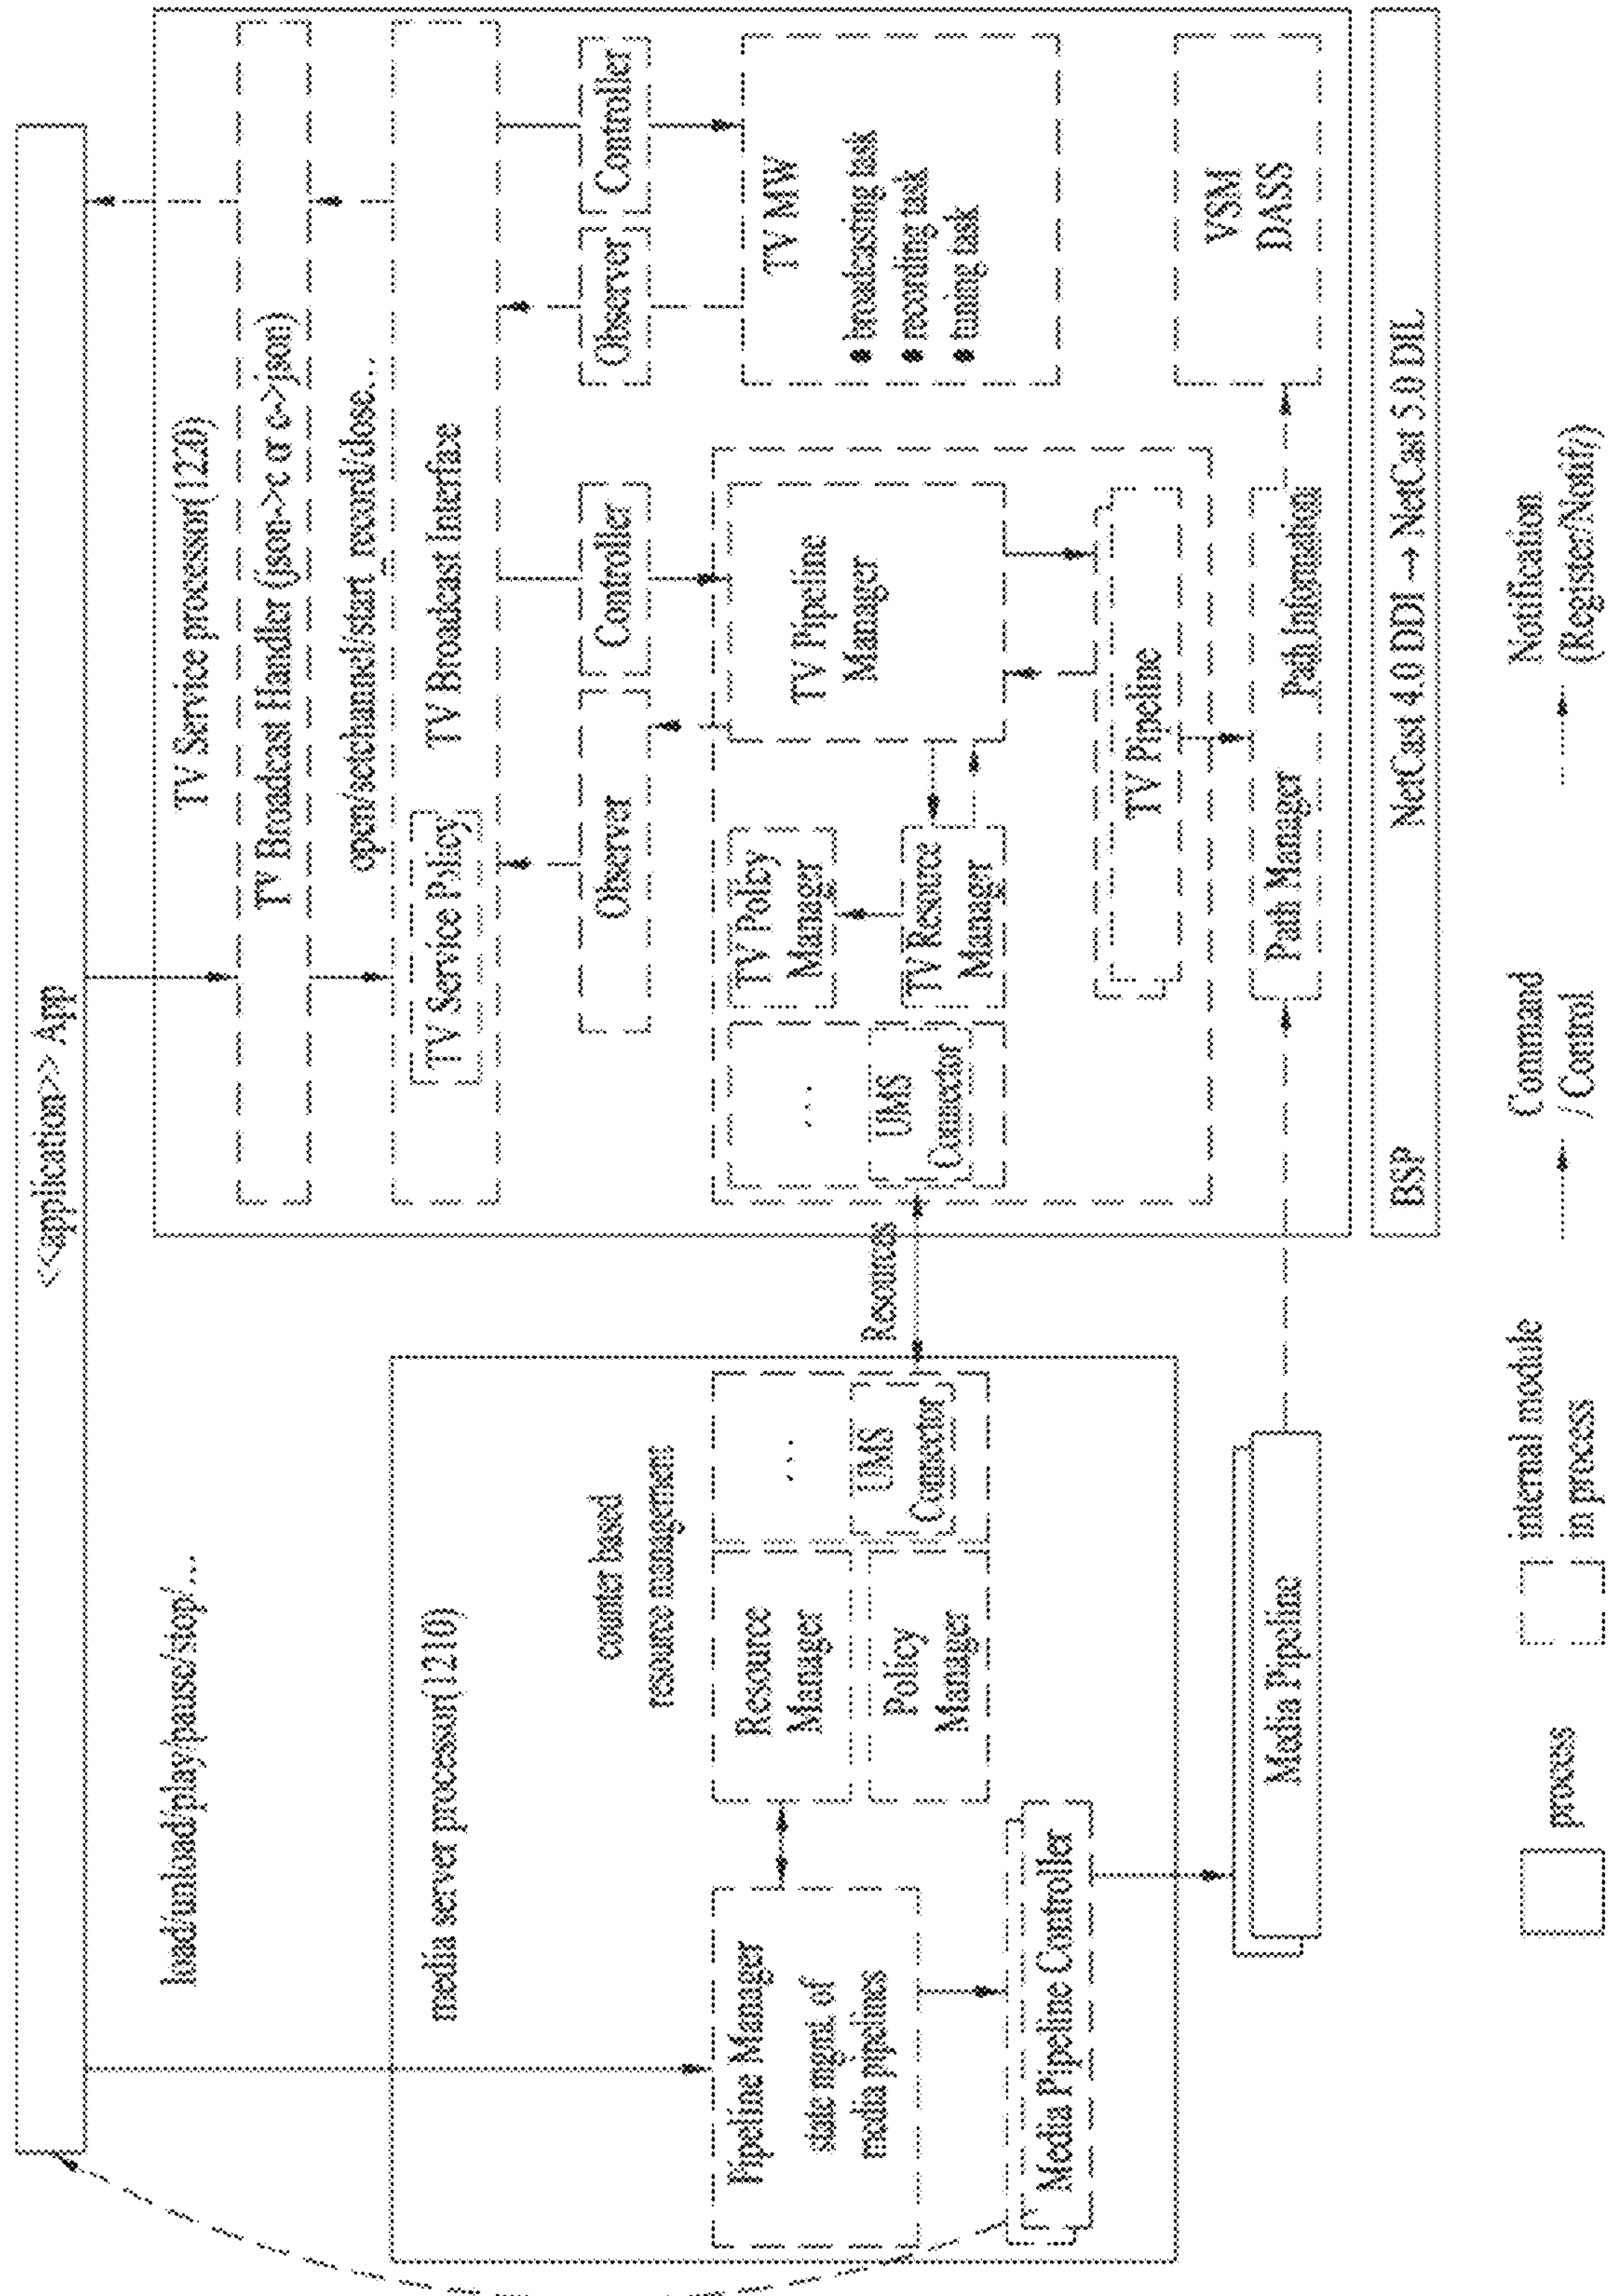 <<application>> App
load/unload/play/pause/stop/...
media server processor(1210)
counter based
resource management
Pipeline Manager
state mgmt. of
media pipelines
Resource
Manager
Policy
Manager
...
UMS
Connector
Media Pipeline Controller
Media Pipeline
Resources
TV Service processor(1220)
TV Broadcast Handler (json->c or c->json)
open/setchannel/start_record/close...
TV Service Policy
TV Broadcast Interface
Observer
Controller
Observer
Controller
...
UMS
Connector
TV Policy
Manager
TV Resource
Manager
TV Pipeline
Manager
TV Pipeline
TV MW
● broadcasting task
● recording task
● tuning task
Path Manager
Path Information
VSM
DASS
BSP
NetCast 4.0 DDI → NetCast 5.0 DIL
process
internal module
in process
Command
/ Control
Notification
(Register/Notify)